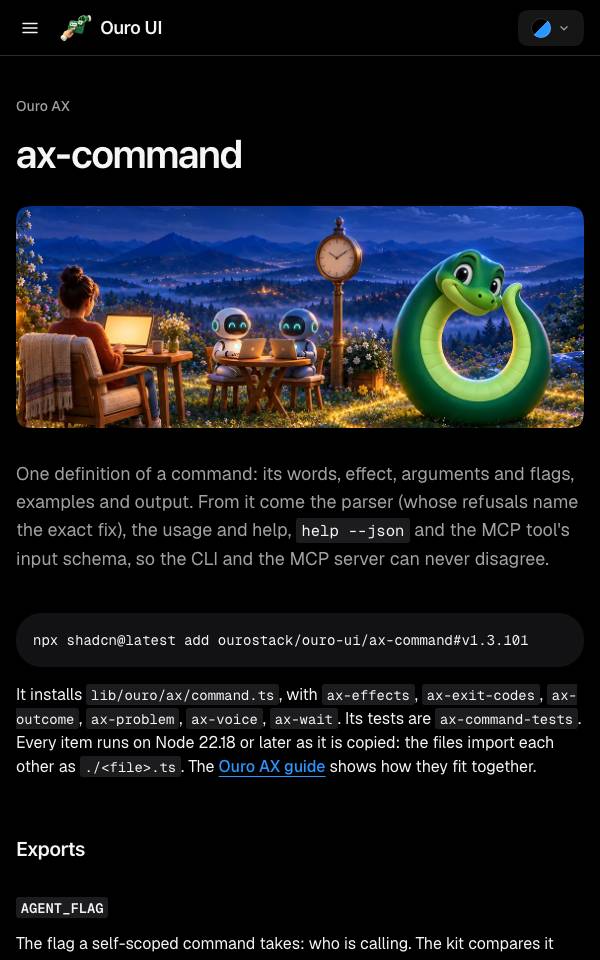 Ouro UI
Ouro AX
ax-command
One definition of a command: its words, effect, arguments and flags,
examples and output. From it come the parser (whose refusals name
the exact fix), the usage and help, help --json and the MCP tool's
input schema, so the CLI and the MCP server can never disagree.
npx shadcn@latest add ourostack/ouro-ui/ax-command#v1.3.101
It installs lib/ouro/ax/command.ts, with ax-effects, ax-exit-codes, ax-
outcome, ax-problem, ax-voice, ax-wait. Its tests are ax-command-tests.
Every item runs on Node 22.18 or later as it is copied: the files import each
other as ./<file>.ts. The Ouro AX guide shows how they fit together.
Exports
AGENT_FLAG
The flag a self-scoped command takes: who is calling. The kit compares it